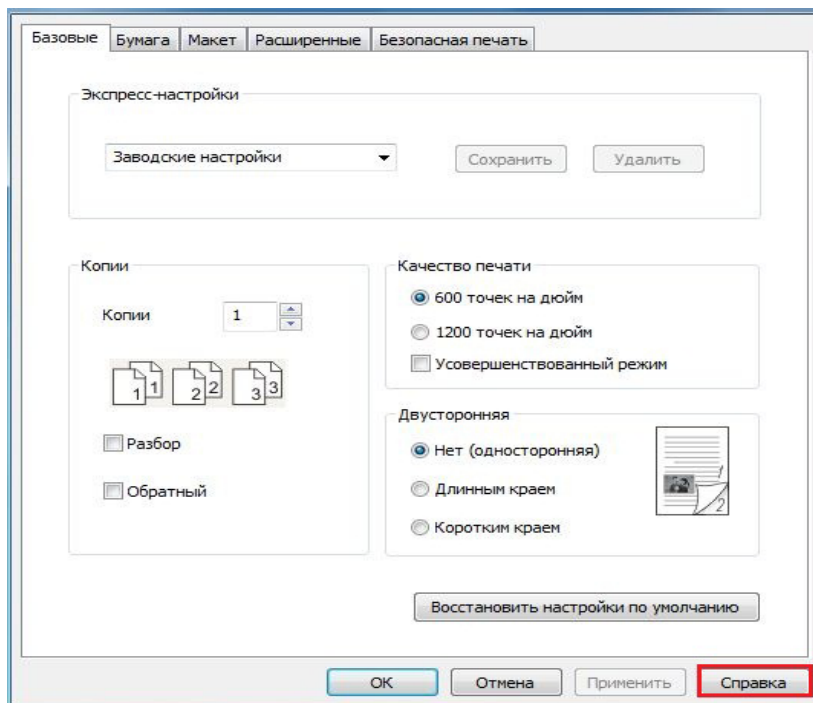 Базовые Бумага Макет Расширенные Безопасная печать
Экспресс-настройки
Заводские настройки Сохранить Удалить
Копии
Копии 1
1 1 2 2 3 3
Разбор
Обратный
Качество печати
600 точек на дюйм
1200 точек на дюйм
Усовершенствованный режим
Двусторонняя
Нет (односторонняя)
Длинным краем
Коротким краем
1
2
Восстановить настройки по умолчанию
OK Отмена Применить Справка